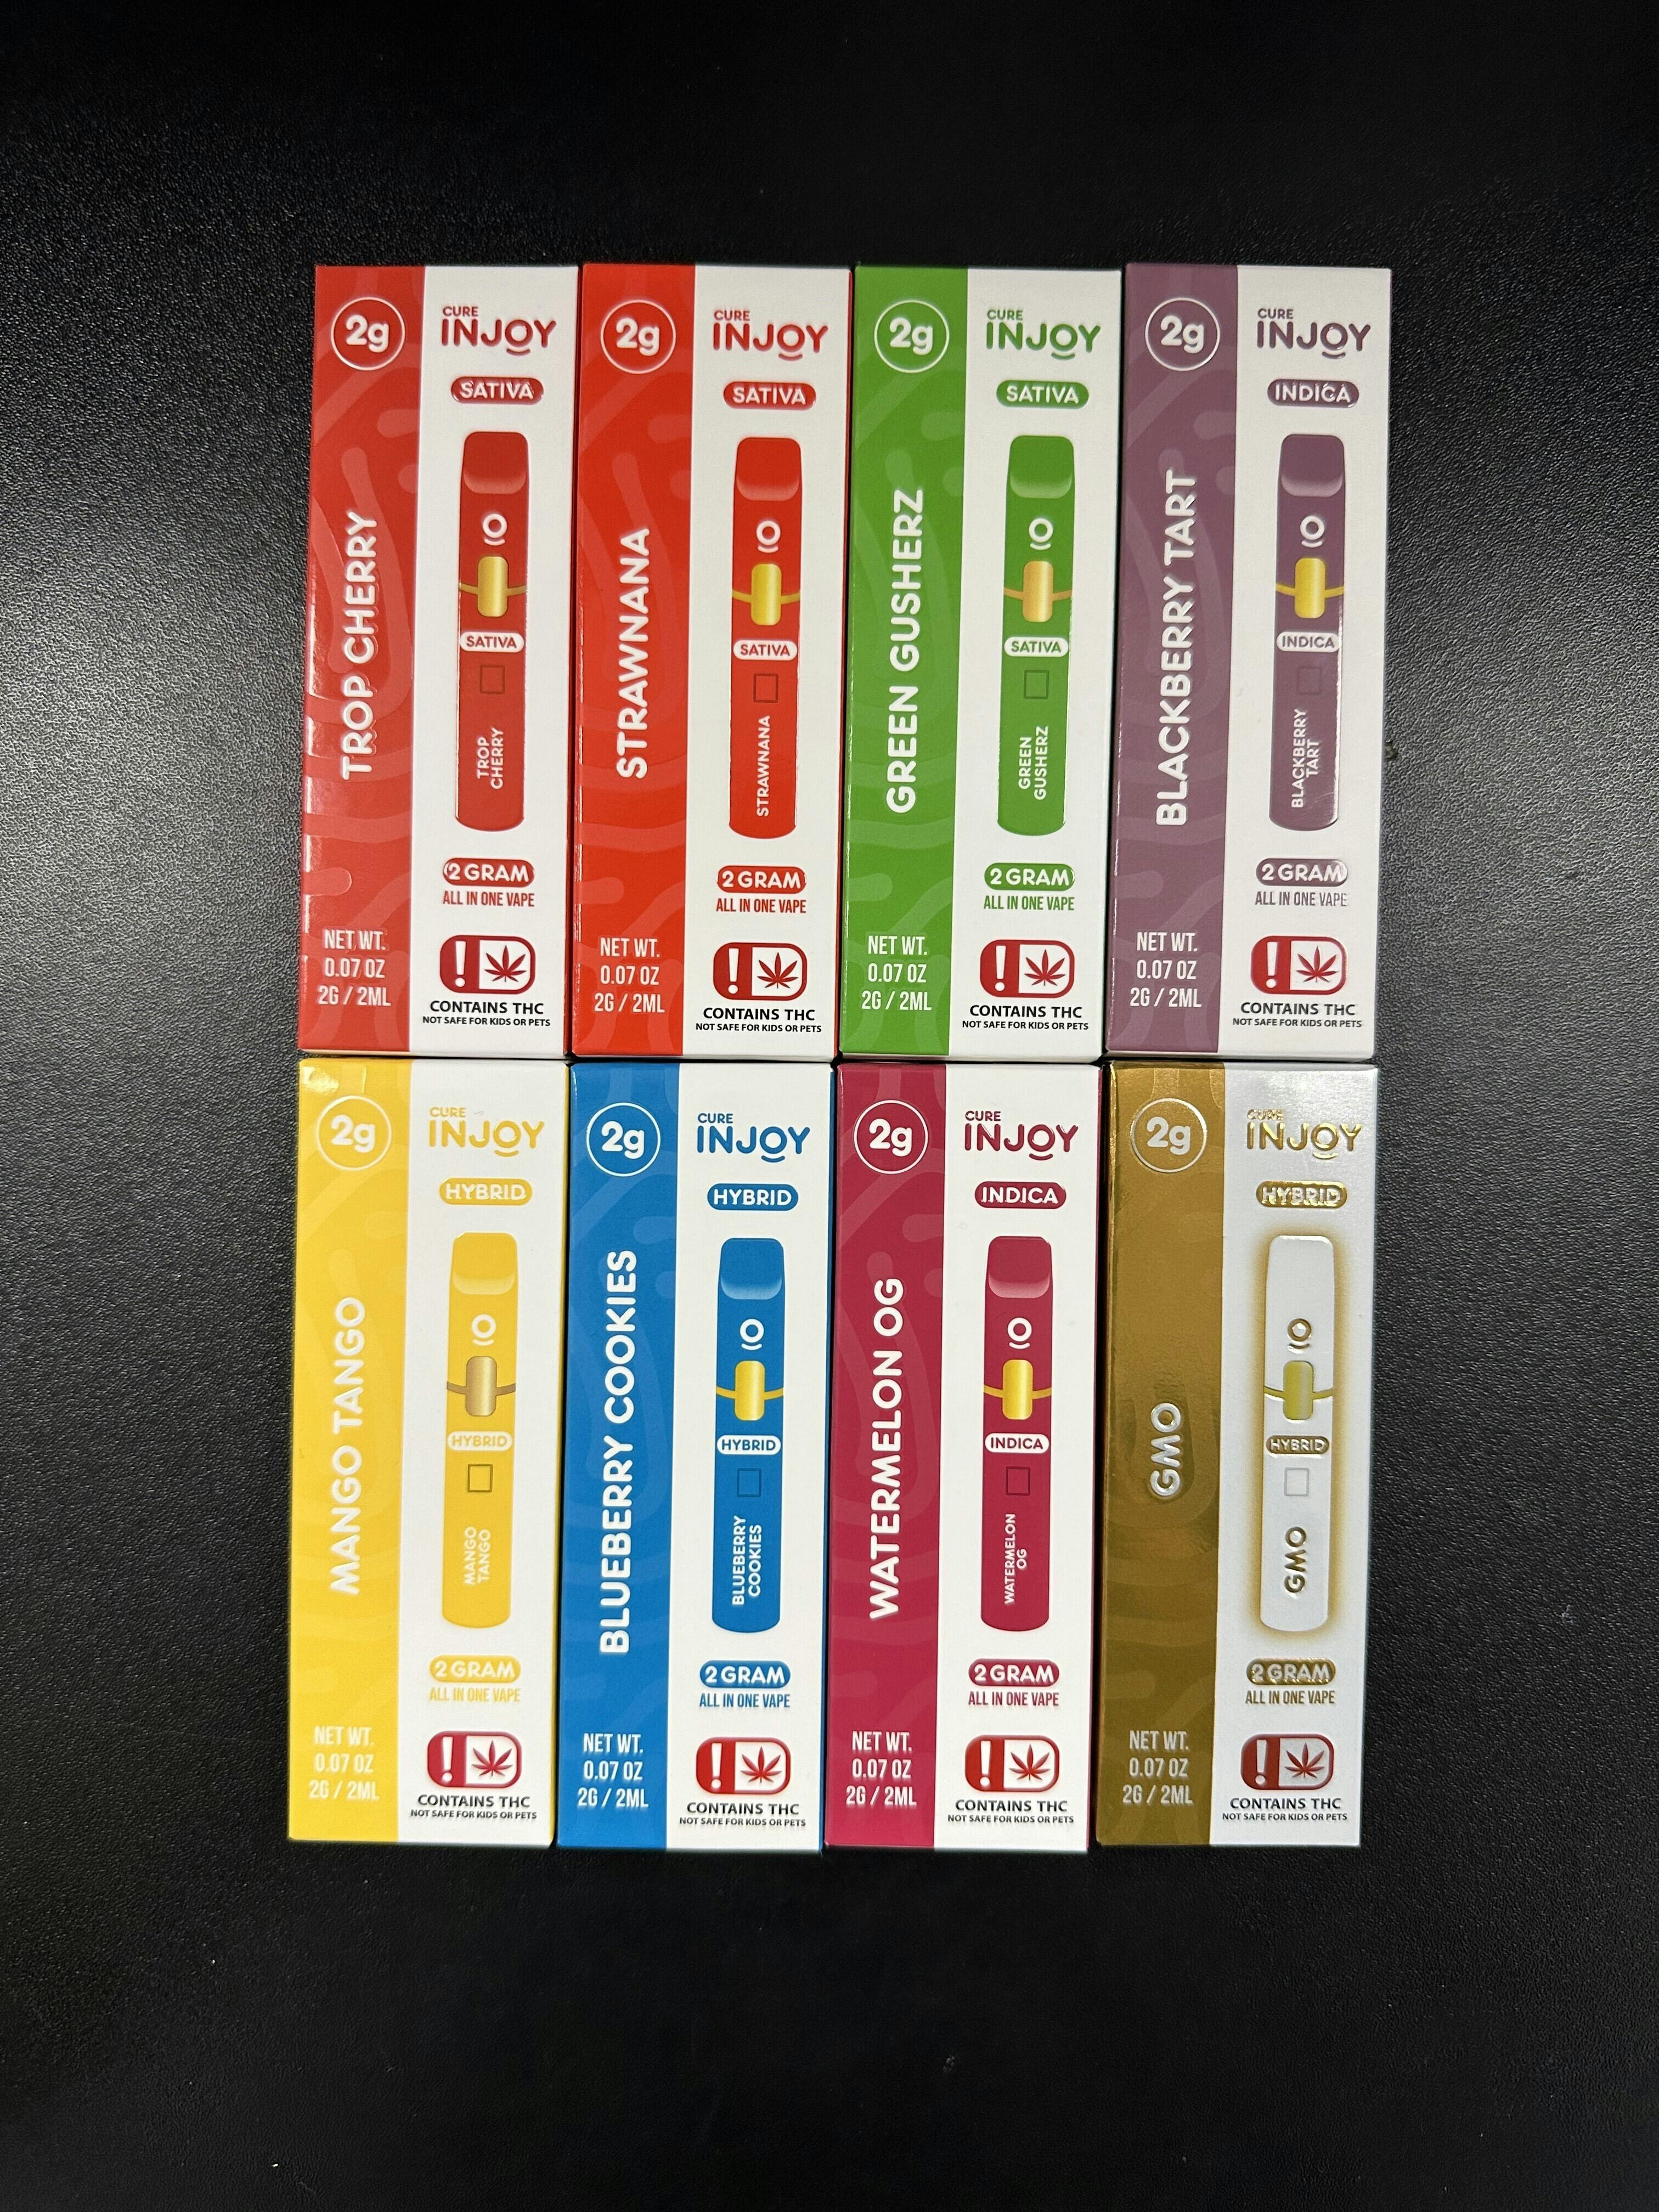 2g
TROP CHERRY
NET WT.
0.07 OZ
2G / 2ML
CURE
INJOY
SATIVA
SATIVA
TROP
CHERRY
2 GRAM
ALL IN ONE VAPE
!
CONTAINS THC
NOT SAFE FOR KIDS OR PETS
2g
STRAWNANA
NET WT.
0.07 OZ
2G / 2ML
CURE
INJOY
SATIVA
SATIVA
STRAWNANA
2 GRAM
ALL IN ONE VAPE
!
CONTAINS THC
NOT SAFE FOR KIDS OR PETS
2g
GREEN GUSHERZ
NET WT.
0.07 OZ
2G / 2ML
CURE
INJOY
SATIVA
SATIVA
GREEN
GUSHERZ
2 GRAM
ALL IN ONE VAPE
!
CONTAINS THC
NOT SAFE FOR KIDS OR PETS
2g
BLACKBERRY TART
NET WT.
0.07 OZ
2G / 2ML
CURE
INJOY
INDICA
INDICA
BLACKBERRY
TART
2 GRAM
ALL IN ONE VAPE
!
CONTAINS THC
NOT SAFE FOR KIDS OR PETS
2g
MANGO TANGO
NET WT.
0.07 OZ
2G / 2ML
CURE
INJOY
HYBRID
HYBRID
MANGO
TANGO
2 GRAM
ALL IN ONE VAPE
!
CONTAINS THC
NOT SAFE FOR KIDS OR PETS
2g
BLUEBERRY COOKIES
NET WT.
0.07 OZ
2G / 2ML
CURE
INJOY
HYBRID
HYBRID
BLUEBERRY
COOKIES
2 GRAM
ALL IN ONE VAPE
!
CONTAINS THC
NOT SAFE FOR KIDS OR PETS
2g
WATERMELON OG
NET WT.
0.07 OZ
2G / 2ML
CURE
INJOY
INDICA
INDICA
WATERMELON
OG
2 GRAM
ALL IN ONE VAPE
!
CONTAINS THC
NOT SAFE FOR KIDS OR PETS
2g
GMO
NET WT.
0.07 OZ
2G / 2ML
CURE
INJOY
HYBRID
HYBRID
GMO
2 GRAM
ALL IN ONE VAPE
!
CONTAINS THC
NOT SAFE FOR KIDS OR PETS